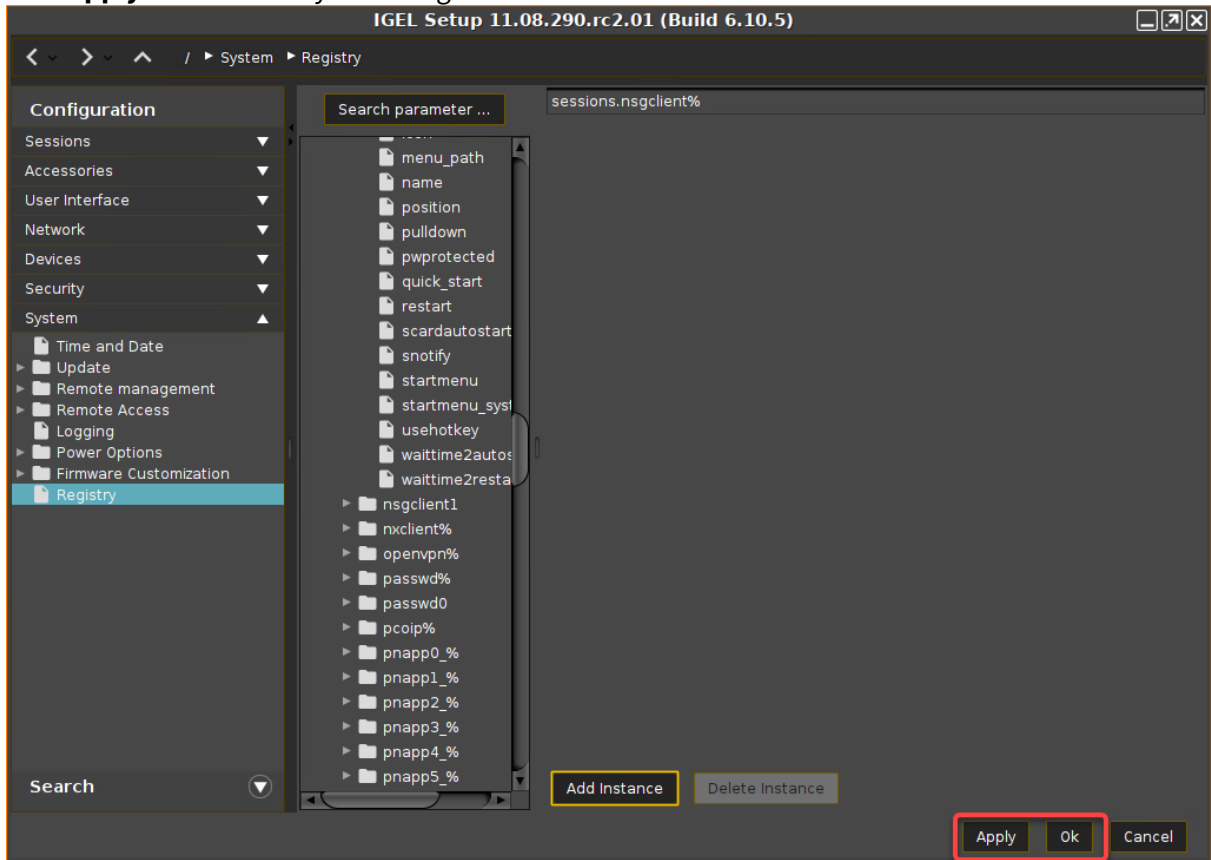 IGEL Setup 11.08.290.rc2.01 (Build 6.10.5)
/ System Registry
Configuration
Sessions
Accessories
User Interface
Network
Devices
Security
System
Time and Date
Update
Remote management
Remote Access
Logging
Power Options
Firmware Customization
Registry
Search
Search parameter ...
menu_path
name
position
pulldown
pwprotected
quick_start
restart
scardautostart
snotify
startmenu
startmenu_syst
usehotkey
waittime2autos
waittime2resta
nsgclient1
nxclient%
openvpn%
passwd%
passwd0
pcoip%
pnapp0_%
pnapp1_%
pnapp2_%
pnapp3_%
pnapp4_%
pnapp5_%
sessions.nsgclient%
Add Instance Delete Instance
Apply Ok Cancel